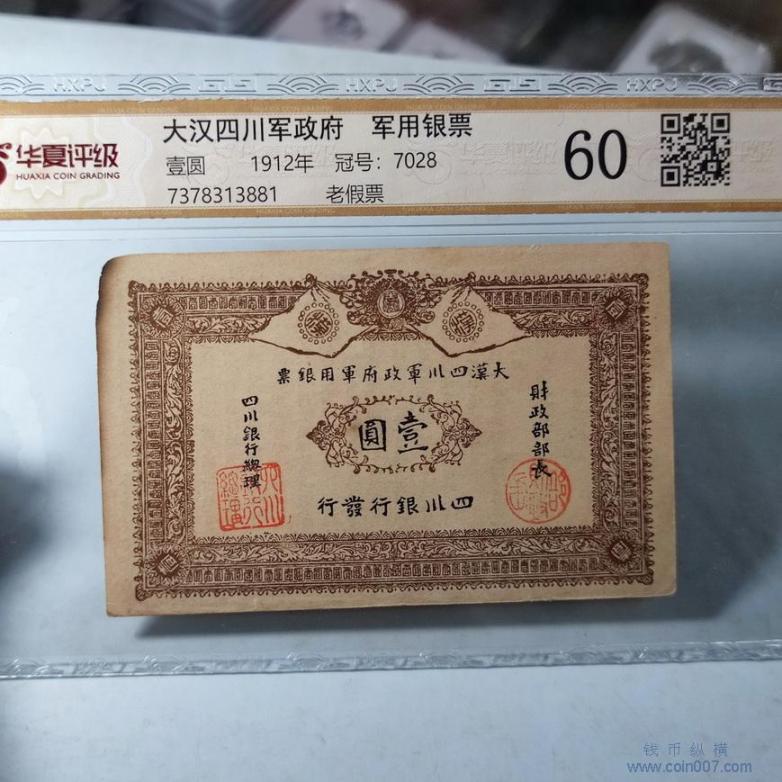 HXPJ HXPJ HXPJ
华夏评级
HUAXIA COIN GRADING
大汉四川军政府 军用银票
壹圆 1912年 冠号：7028
7378313881 老假票
60
大漢四川軍政府軍用銀票
財政部部長
壹圓
四川銀行總理
四川銀行發行
钱币纵横
www.coin007.com